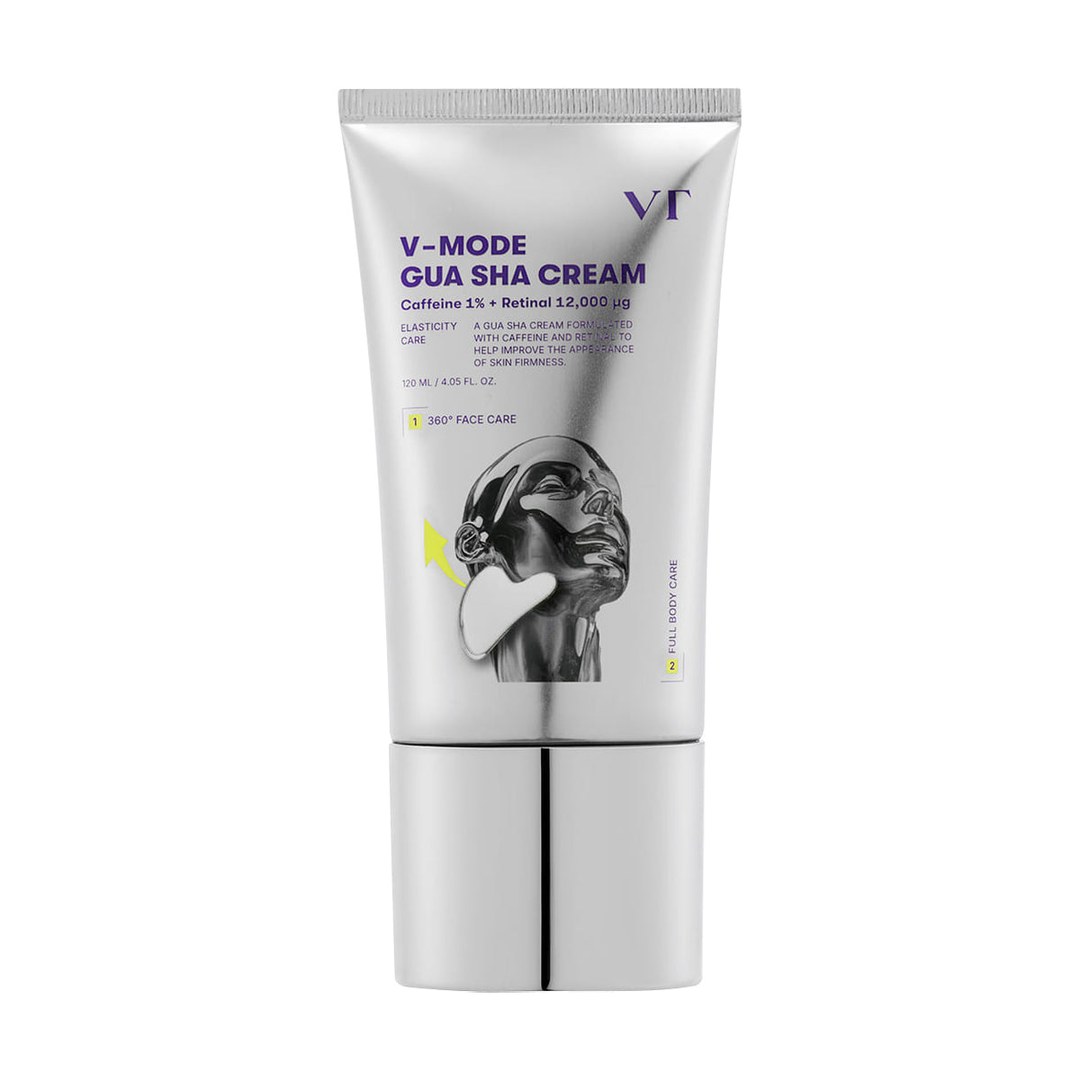 VT
V-MODE
GUA SHA CREAM
Caffeine 1% + Retinal 12,000 μg
ELASTICITY
CARE
A GUA SHA CREAM FORMULATED
WITH CAFFEINE AND RETINAL TO
HELP IMPROVE THE APPEARANCE
OF SKIN FIRMNESS.
120 ML / 4.05 FL. OZ.
1 360° FACE CARE
2 FULL BODY CARE